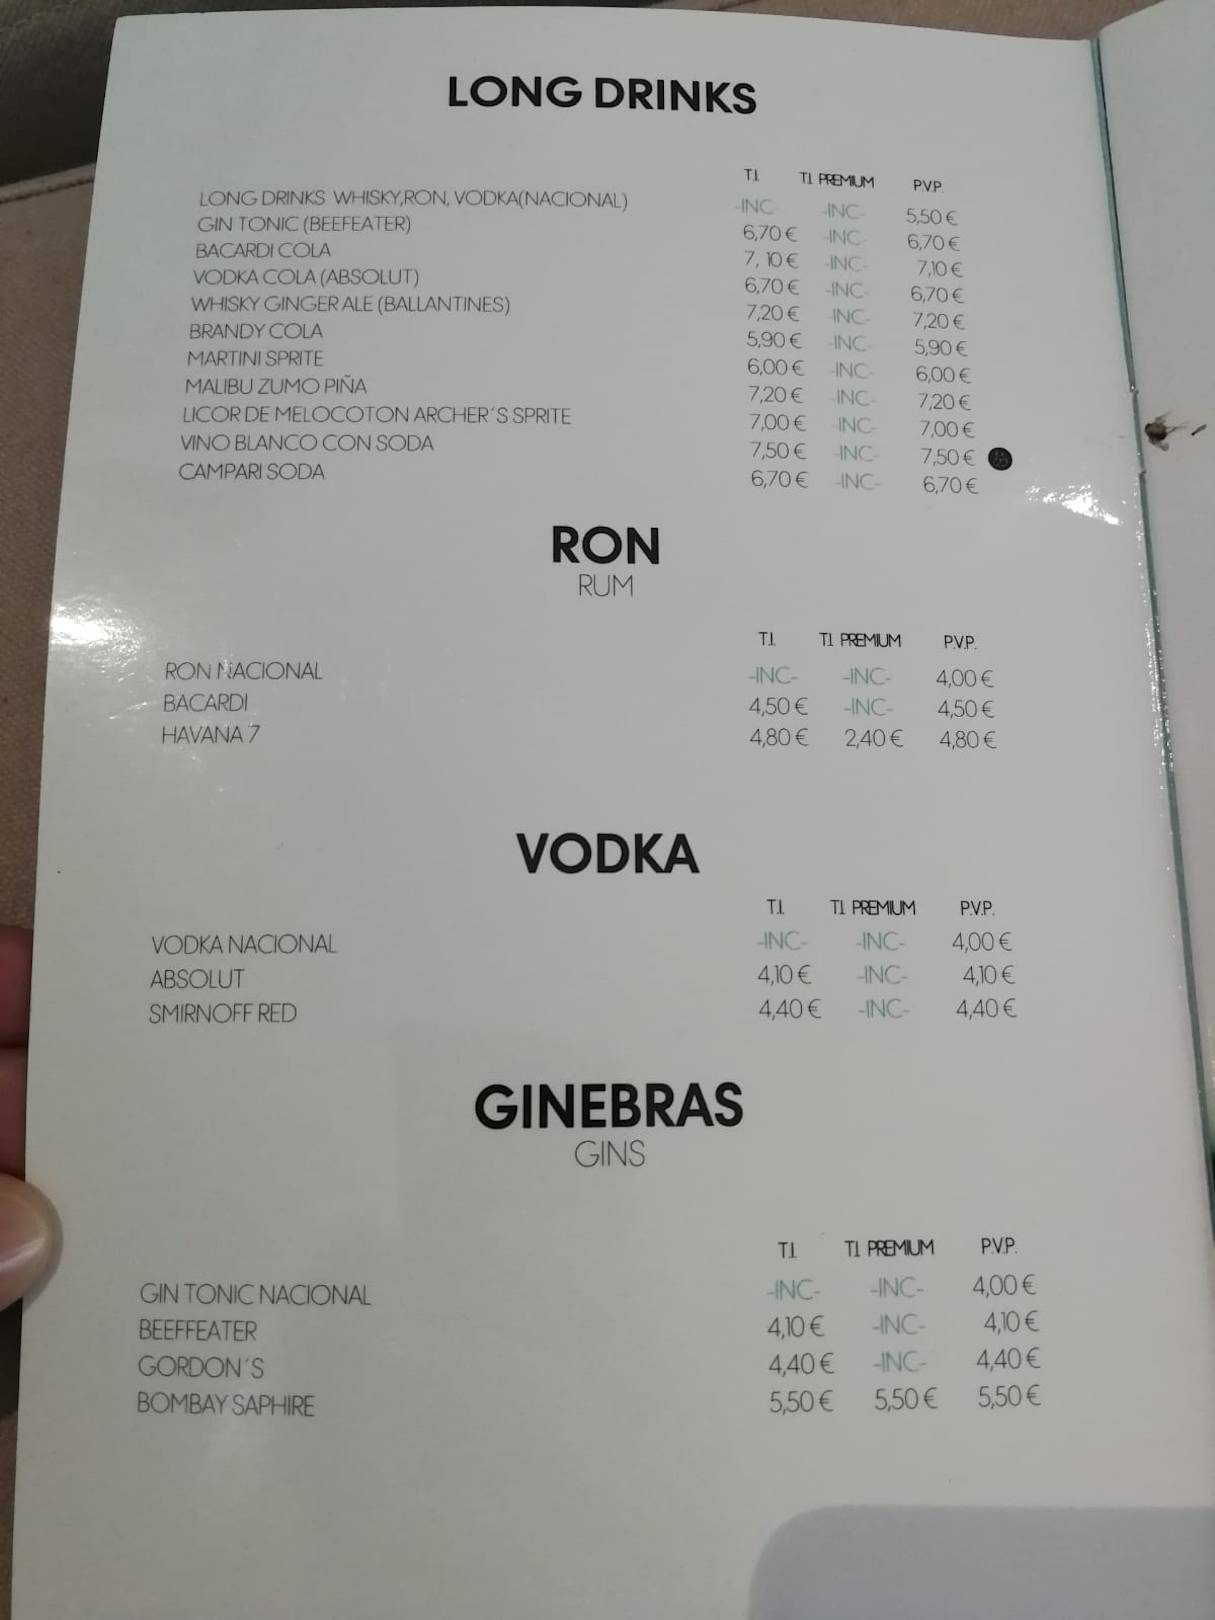 LONG DRINKS
T.I. T.I. PREMIUM P.V.P.
LONG DRINKS WHISKY,RON, VODKA(NACIONAL) -INC- -INC- 5,50 €
GIN TONIC (BEEFEATER) 6,70 € -INC- 6,70 €
BACARDI COLA 7, 10 € -INC- 7,10 €
VODKA COLA (ABSOLUT) 6,70 € -INC- 6,70 €
WHISKY GINGER ALE (BALLANTINES) 7,20 € -INC- 7,20 €
BRANDY COLA 5,90 € -INC- 5,90 €
MARTINI SPRITE 6,00 € -INC- 6,00 €
MALIBU ZUMO PIÑA 7,20 € -INC- 7,20 €
LICOR DE MELOCOTON ARCHER´S SPRITE 7,00 € -INC- 7,00 €
VINO BLANCO CON SODA 7,50 € -INC- 7,50 €
CAMPARI SODA 6,70 € -INC- 6,70 €
RON
RUM
T.I. T.I. PREMIUM P.V.P.
RON NACIONAL -INC- -INC- 4,00 €
BACARDI 4,50 € -INC- 4,50 €
HAVANA 7 4,80 € 2,40 € 4,80 €
VODKA
T.I. T.I. PREMIUM P.V.P.
VODKA NACIONAL -INC- -INC- 4,00 €
ABSOLUT 4,10 € -INC- 4,10 €
SMIRNOFF RED 4,40 € -INC- 4,40 €
GINEBRAS
GINS
T.I. T.I. PREMIUM P.V.P.
GIN TONIC NACIONAL -INC- -INC- 4,00 €
BEEFFEATER 4,10 € -INC- 4,10 €
GORDON´S 4,40 € -INC- 4,40 €
BOMBAY SAPHIRE 5,50 € 5,50 € 5,50 €